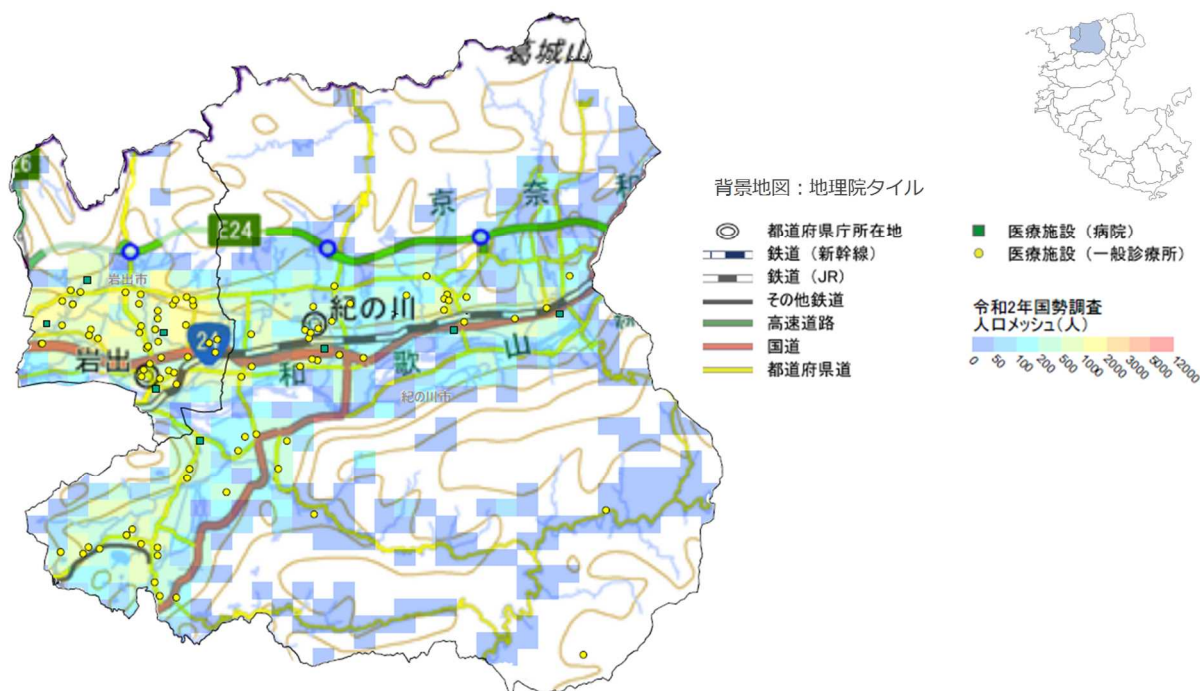 葛城山
京奈和
E24
岩出市
紀の川
24
岩出
和歌山
紀の川市
背景地図：地理院タイル
都道府県庁所在地
鉄道（新幹線）
鉄道（JR）
その他鉄道
高速道路
国道
都道府県道
医療施設（病院）
医療施設（一般診療所）
令和2年国勢調査
人口メッシュ（人）
0 50 100 200 500 1000 2000 3000 5000 12000